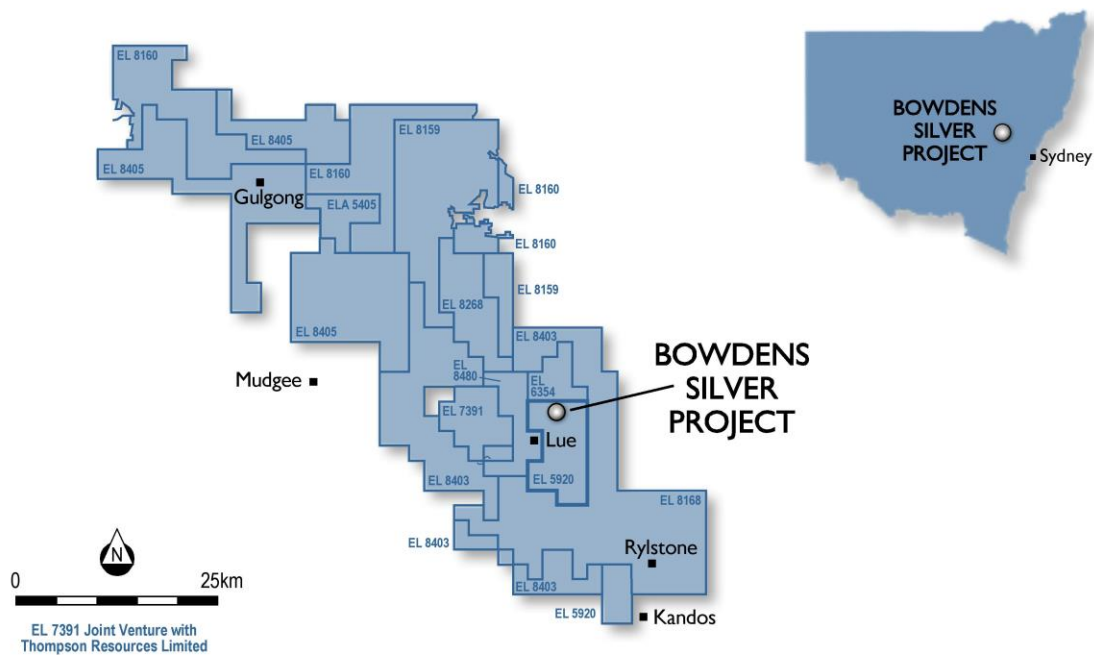 EL 8160
EL 8405
EL 8159
EL 8405
EL 8160
EL 8160
Gulgong
ELA 5405
EL 8160
EL 8268
EL 8159
EL 8405
EL 8403
Mudgee
EL
8480
EL
6354
EL 7391
Lue
BOWDENS
SILVER
PROJECT
EL 8403
EL 5920
EL 8168
EL 8403
Rylstone
EL 8403
EL 5920
Kandos
N
0 25km
EL 7391 Joint Venture with
Thompson Resources Limited
BOWDENS
SILVER
PROJECT
Sydney